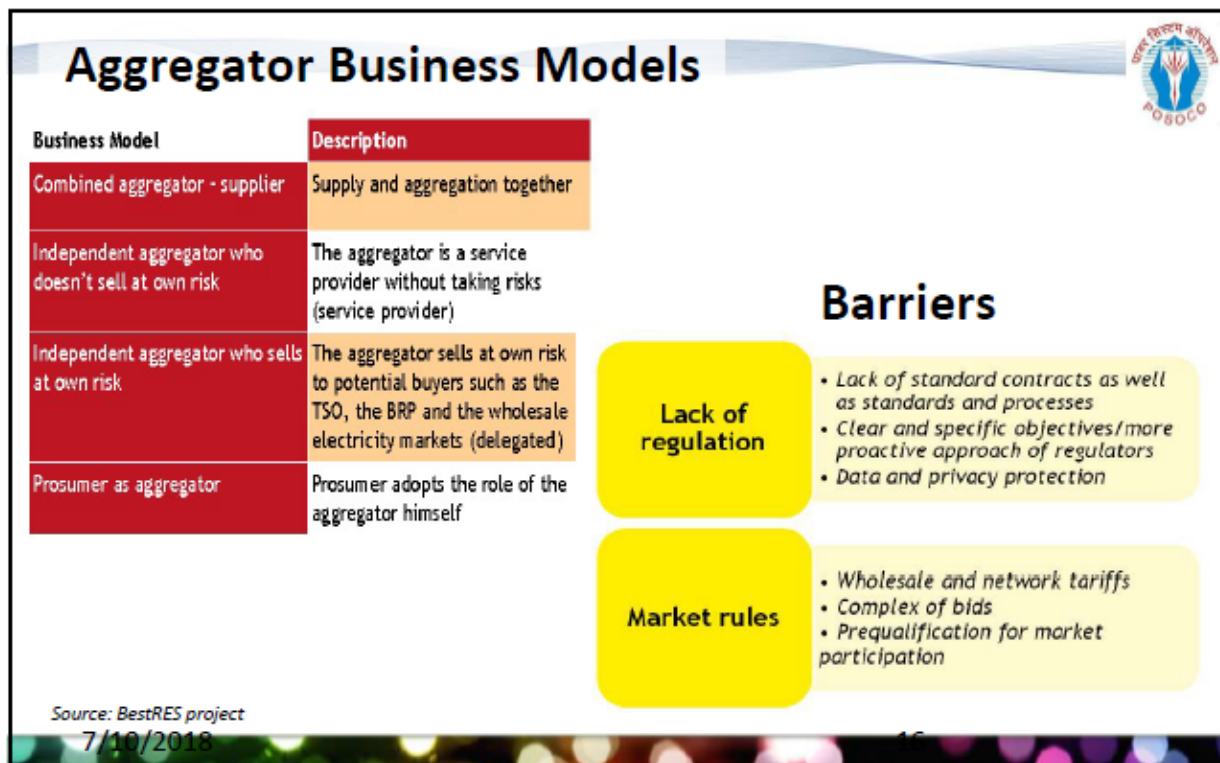 Aggregator Business Models
पावर सिस्टम ऑपरेशन
POSOCO
Business Model
Description
Combined aggregator - supplier
Supply and aggregation together
Independent aggregator who
doesn't sell at own risk
The aggregator is a service
provider without taking risks
(service provider)
Independent aggregator who sells
at own risk
The aggregator sells at own risk
to potential buyers such as the
TSO, the BRP and the wholesale
electricity markets (delegated)
Prosumer as aggregator
Prosumer adopts the role of the
aggregator himself
Barriers
Lack of
regulation
• Lack of standard contracts as well
as standards and processes
• Clear and specific objectives/more
proactive approach of regulators
• Data and privacy protection
Market rules
• Wholesale and network tariffs
• Complex of bids
• Prequalification for market
participation
Source: BestRES project
7/10/2018
16